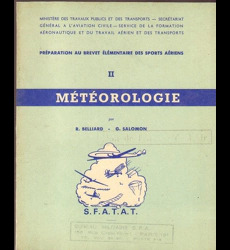 MINISTÈRE DES TRAVAUX PUBLICS ET DES TRANSPORTS — SECRÉTARIAT
GÉNÉRAL A L'AVIATION CIVILE — SERVICE DE LA FORMATION
AÉRONAUTIQUE ET DU TRAVAIL AÉRIEN ET DES TRANSPORTS
PRÉPARATION AU BREVET ÉLÉMENTAIRE DES SPORTS AÉRIENS
II
MÉTÉOROLOGIE
par
B. BELLIARD - G. SALOMON
S.F.A.T.A.T.